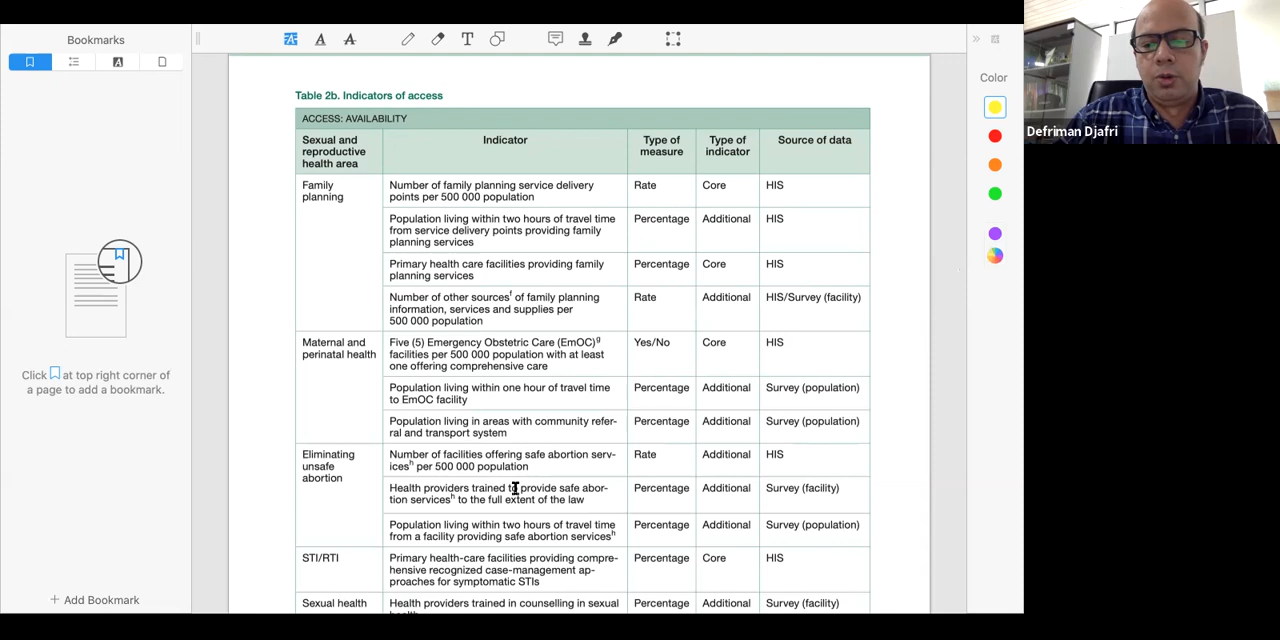 Bookmarks
Click at top right corner of
a page to add a bookmark.
+ Add Bookmark
Table 2b. Indicators of access
ACCESS: AVAILABILITY
Sexual and
reproductive
health area
Indicator
Type of
measure
Type of
indicator
Source of data
Family
planning
Number of family planning service delivery
points per 500 000 population
Rate
Core
HIS
Population living within two hours of travel time
from service delivery points providing family
planning services
Percentage
Additional
HIS
Primary health care facilities providing family
planning services
Percentage
Core
HIS
Number of other sourcesf of family planning
information, services and supplies per
500 000 population
Rate
Additional
HIS/Survey (facility)
Maternal and
perinatal health
Five (5) Emergency Obstetric Care (EmOC)g
facilities per 500 000 population with at least
one offering comprehensive care
Yes/No
Core
HIS
Population living within one hour of travel time
to EmOC facility
Percentage
Additional
Survey (population)
Population living in areas with community refer-
ral and transport system
Percentage
Additional
Survey (population)
Eliminating
unsafe
abortion
Number of facilities offering safe abortion serv-
icesh per 500 000 population
Rate
Additional
HIS
Health providers trained to provide safe abor-
tion servicesh to the full extent of the law
Percentage
Additional
Survey (facility)
Population living within two hours of travel time
from a facility providing safe abortion servicesh
Percentage
Additional
Survey (population)
STI/RTI
Primary health-care facilities providing compre-
hensive recognized case-management ap-
proaches for symptomatic STIs
Percentage
Core
HIS
Sexual health
Health providers trained in counselling in sexual
Percentage
Additional
Survey (facility)
Color
Defriman Djafri